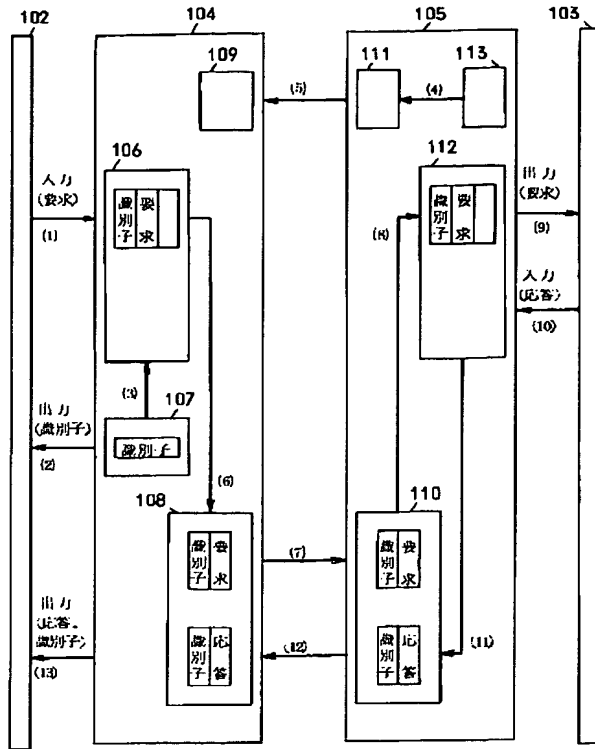 102
104
105
103
109
111
113
(5)
(4)
106
112
入力
(要求)
(1)
識別子
要求
(8)
識別子
要求
出力
(要求)
(9)
入力
(応答)
(10)
(3)
107
識別子
出力
(識別子)
(2)
(6)
108
110
識別子
要求
(7)
識別子
要求
出力
(応答、
識別子)
(13)
識別子
応答
(12)
識別子
応答
(11)